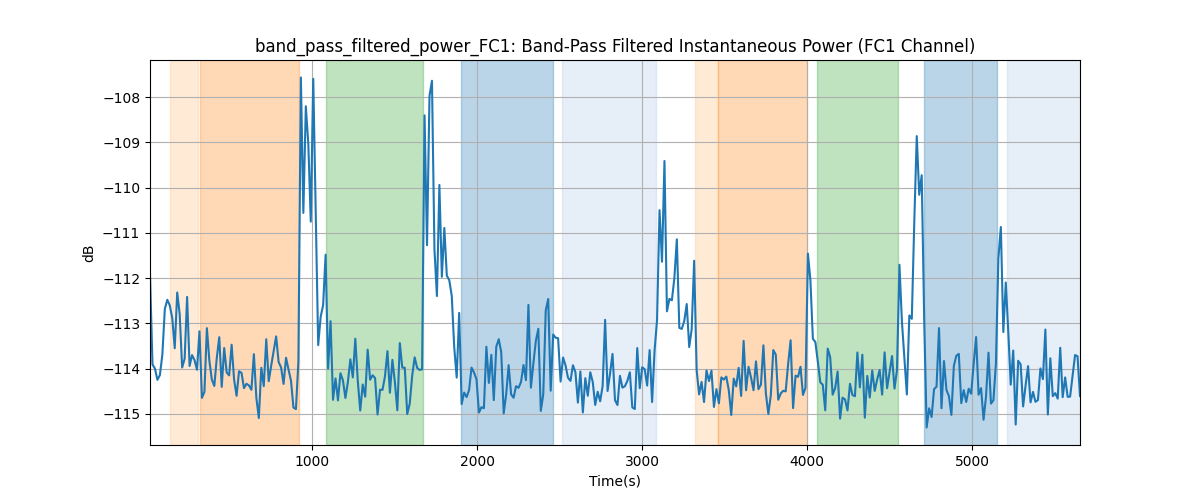 band_pass_filtered_power_FC1: Band-Pass Filtered Instantaneous Power (FC1 Channel)
−108
−109
−110
−111
−112
−113
−114
−115
dB
1000 2000 3000 4000 5000
Time(s)